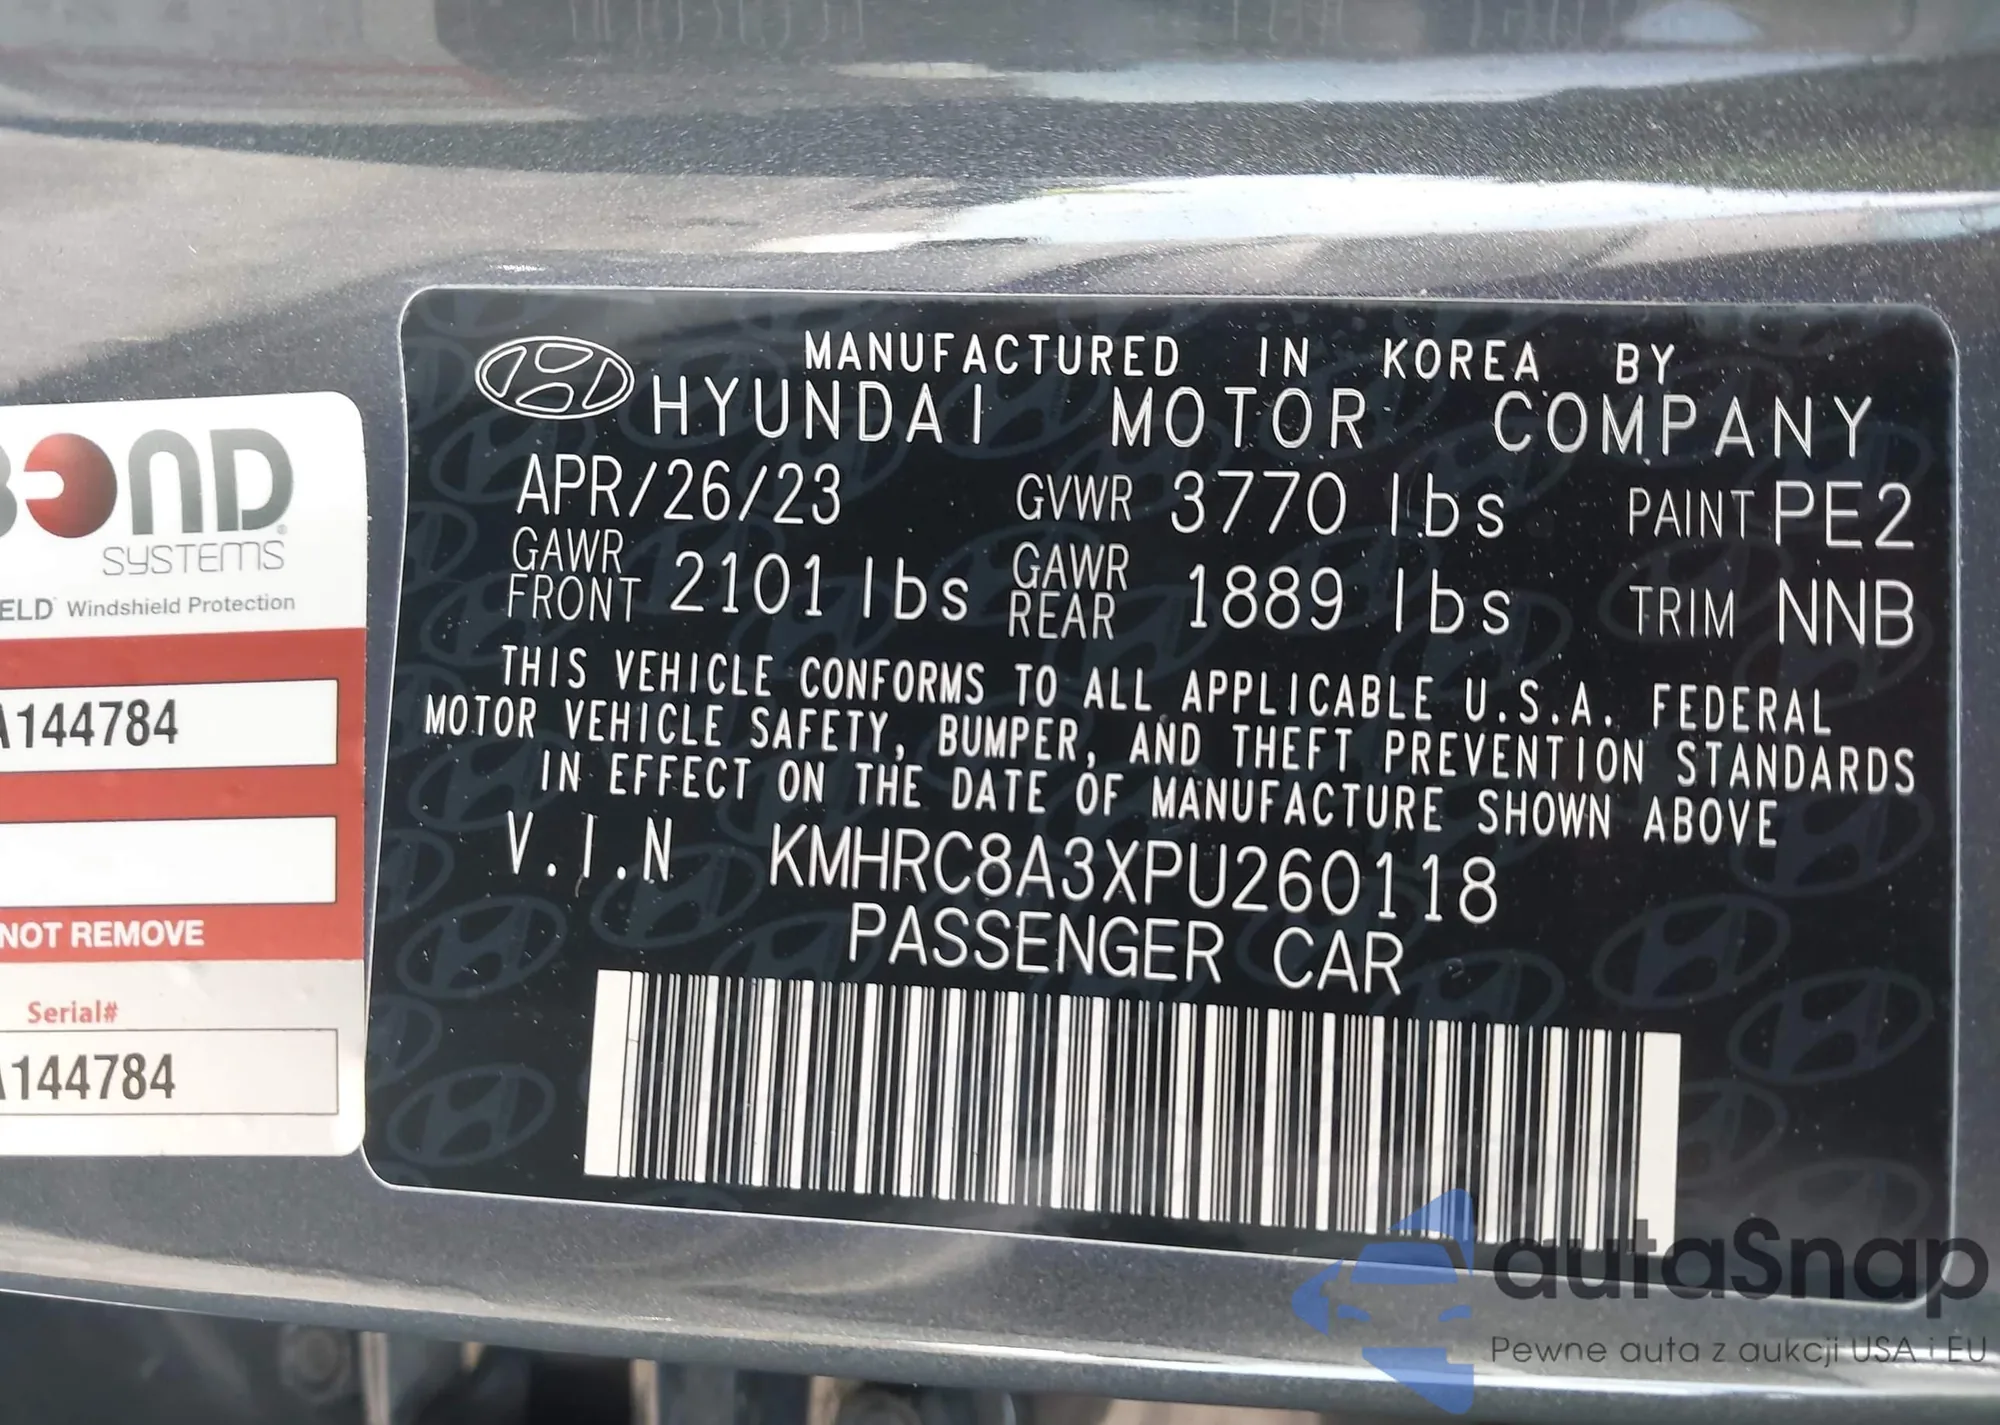 MANUFACTURED IN KOREA BY
HYUNDAI MOTOR COMPANY
APR/26/23 GVWR 3770 lbs PAINT PE2
GAWR FRONT 2101 lbs GAWR REAR 1889 lbs TRIM NNB
THIS VEHICLE CONFORMS TO ALL APPLICABLE U.S.A. FEDERAL
MOTOR VEHICLE SAFETY, BUMPER, AND THEFT PREVENTION STANDARDS
IN EFFECT ON THE DATE OF MANUFACTURE SHOWN ABOVE
V.I.N KMHRC8A3XPU260118
PASSENGER CAR
BOND
SYSTEMS
ELD Windshield Protection
A144784
NOT REMOVE
Serial#
A144784
autaSnap
Pewne auta z aukcji USA i EU